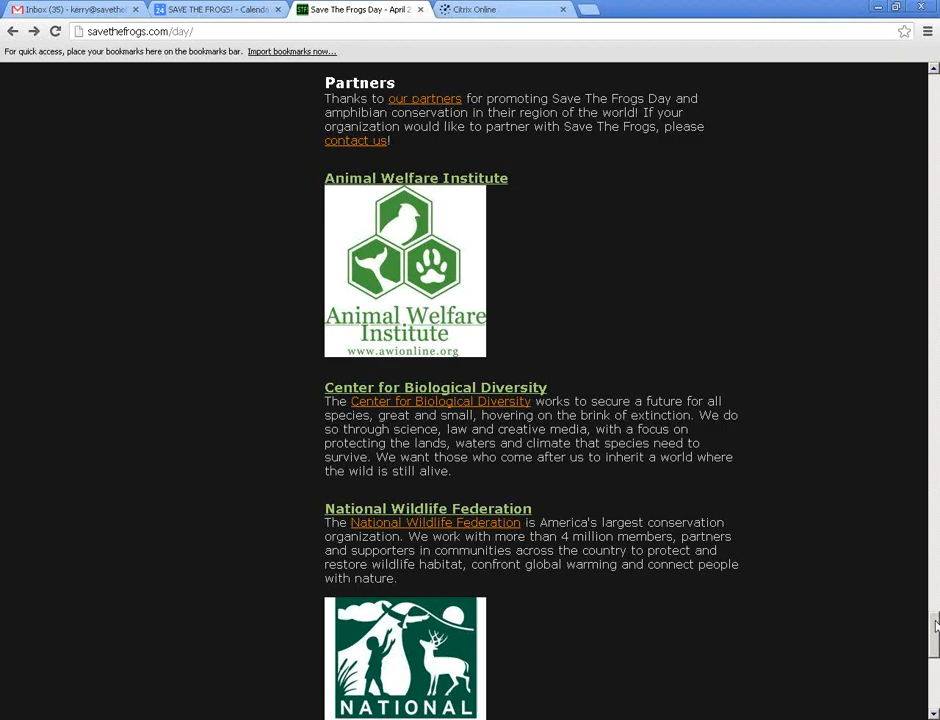 Inbox (35) - kerry@savethe
SAVE THE FROGS! - Calenda
Save The Frogs Day - April 2
Citrix Online
savethefrogs.com/day/
For quick access, place your bookmarks here on the bookmarks bar. Import bookmarks now...
Partners
Thanks to our partners for promoting Save The Frogs Day and
amphibian conservation in their region of the world! If your
organization would like to partner with Save The Frogs, please
contact us!
Animal Welfare Institute
Animal Welfare
Institute
www.awionline.org
Center for Biological Diversity
The Center for Biological Diversity works to secure a future for all
species, great and small, hovering on the brink of extinction. We do
so through science, law and creative media, with a focus on
protecting the lands, waters and climate that species need to
survive. We want those who come after us to inherit a world where
the wild is still alive.
National Wildlife Federation
The National Wildlife Federation is America's largest conservation
organization. We work with more than 4 million members, partners
and supporters in communities across the country to protect and
restore wildlife habitat, confront global warming and connect people
with nature.
NATIONAL